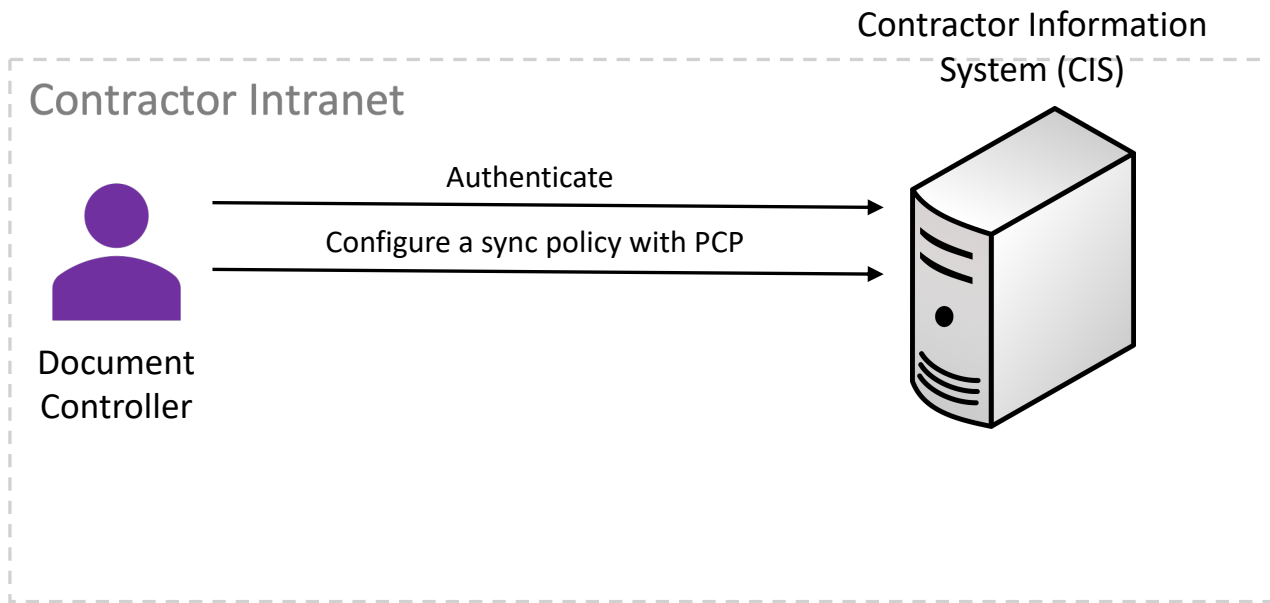 Contractor Information
System (CIS)
Contractor Intranet
Authenticate
Configure a sync policy with PCP
Document
Controller